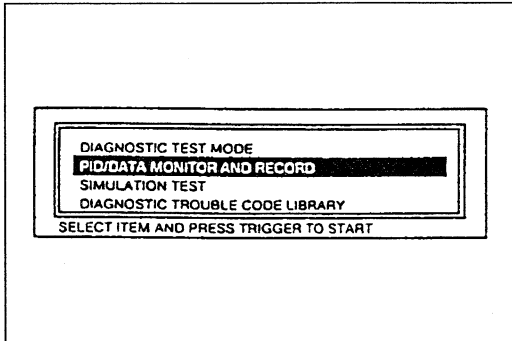 DIAGNOSTIC TEST MODE
PID/DATA MONITOR AND RECORD
SIMULATION TEST
DIAGNOSTIC TROUBLE CODE LIBRARY
SELECT ITEM AND PRESS TRIGGER TO START